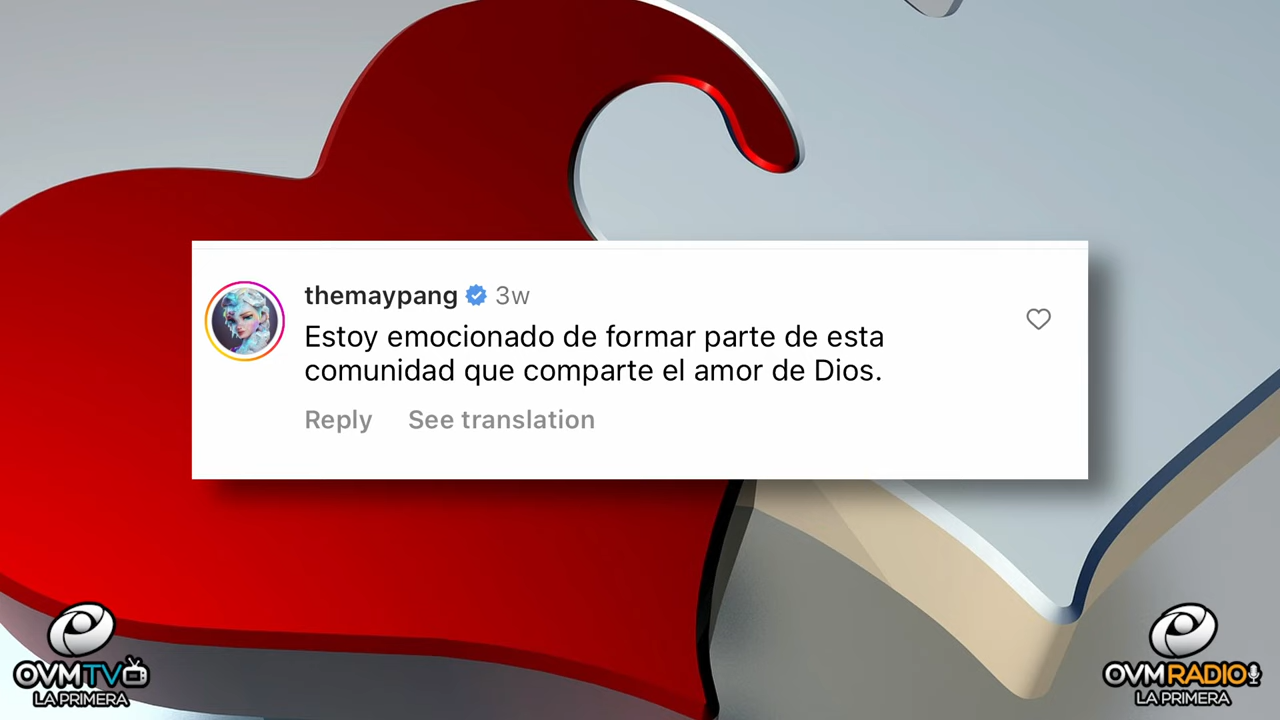 themaypang 3w
Estoy emocionado de formar parte de esta
comunidad que comparte el amor de Dios.
Reply See translation
OVMTV
LA PRIMERA
OVMRADIO
LA PRIMERA